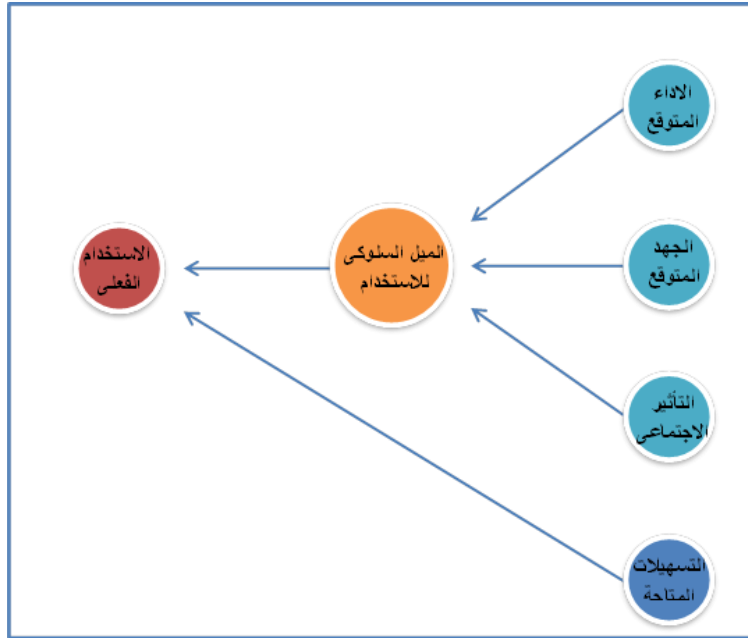 الاداء
المتوقع
الجهد
المتوقع
الميل السلوكى
للاستخدام
الاستخدام
الفعلى
التأثير
الاجتماعى
التسهيلات
المتاحة